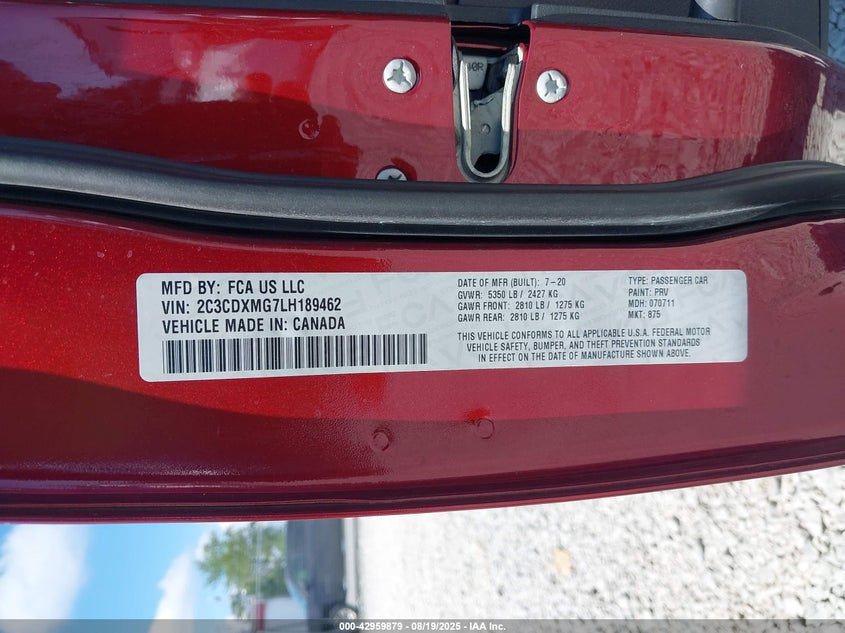 MFD BY: FCA US LLC
VIN: 2C3CDXMG7LH189462
VEHICLE MADE IN: CANADA
DATE OF MFR (BUILT): 7-20
GVWR: 5350 LB / 2427 KG
GAWR FRONT: 2810 LB / 1275 KG
GAWR REAR: 2810 LB / 1275 KG
TYPE: PASSENGER CAR
PAINT: PRV
MDH: 070711
MKT: 875
THIS VEHICLE CONFORMS TO ALL APPLICABLE U.S.A. FEDERAL MOTOR
VEHICLE SAFETY, BUMPER, AND THEFT PREVENTION STANDARDS
IN EFFECT ON THE DATE OF MANUFACTURE SHOWN ABOVE.
000-42959879 - 08/19/2025 - IAA Inc.